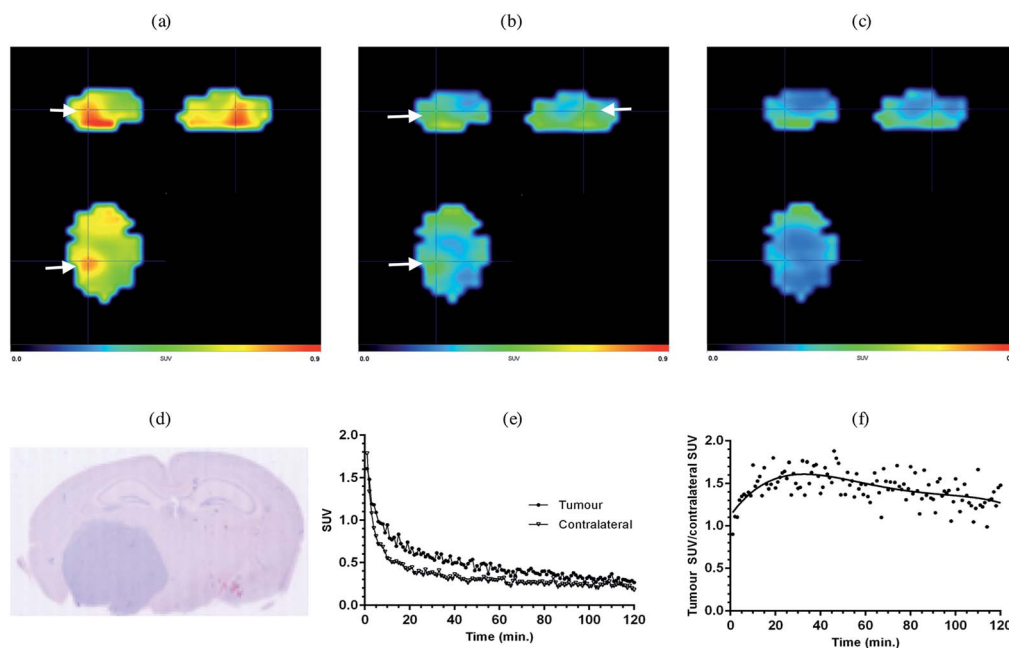 (a)
(b)
(c)
0.0 SUV 0.9
0.0 SUV 0.9
SUV
(d)
(e)
(f)
2.0
1.5
1.0
0.5
0.0
SUV
Tumour
Contralateral
0 20 40 60 80 100 120
Time (min.)
2.0
1.5
1.0
0.5
0.0
Tumour SUV/contralateral SUV
0 20 40 60 80 100 120
Time (min.)